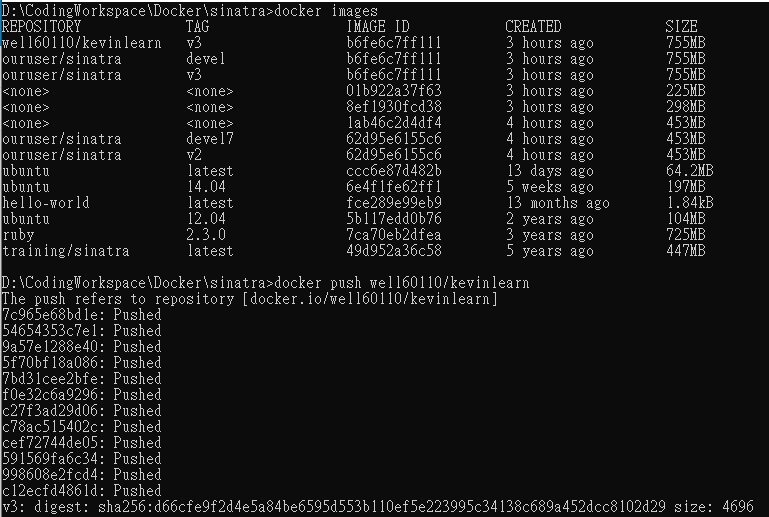 D:\CodingWorkspace\Docker\sinatra>docker images
REPOSITORY TAG IMAGE ID CREATED SIZE
well60110/kevinlearn v3 b6fe6c7ff111 3 hours ago 755MB
ouruser/sinatra devel b6fe6c7ff111 3 hours ago 755MB
ouruser/sinatra v3 b6fe6c7ff111 3 hours ago 755MB
<none> <none> 01b922a37f63 3 hours ago 225MB
<none> <none> 8ef1930fcd38 3 hours ago 298MB
<none> <none> 1ab46c2d4df4 4 hours ago 453MB
ouruser/sinatra devel7 62d95e6155c6 4 hours ago 453MB
ouruser/sinatra v2 62d95e6155c6 4 hours ago 453MB
ubuntu latest ccc6e87d482b 13 days ago 64.2MB
ubuntu 14.04 6e4f1fe62ff1 5 weeks ago 197MB
hello-world latest fce289e99eb9 13 months ago 1.84kB
ubuntu 12.04 5b117edd0b76 2 years ago 104MB
ruby 2.3.0 7ca70eb2dfea 3 years ago 725MB
training/sinatra latest 49d952a36c58 5 years ago 447MB
D:\CodingWorkspace\Docker\sinatra>docker push well60110/kevinlearn
The push refers to repository [docker.io/well60110/kevinlearn]
7c965e68bd1e: Pushed
54654353c7e1: Pushed
9a57e1288e40: Pushed
5f70bf18a086: Pushed
7bd31cee2bfe: Pushed
f0e32c6a9296: Pushed
c27f3ad29d06: Pushed
c78ac515402c: Pushed
cef72744de05: Pushed
591569fa6c34: Pushed
998608e2fcd4: Pushed
c12ecfd4861d: Pushed
v3: digest: sha256:d66cfe9f2d4e5a84be6595d553b110ef5e223995c34138c689a452dcc8102d29 size: 4696